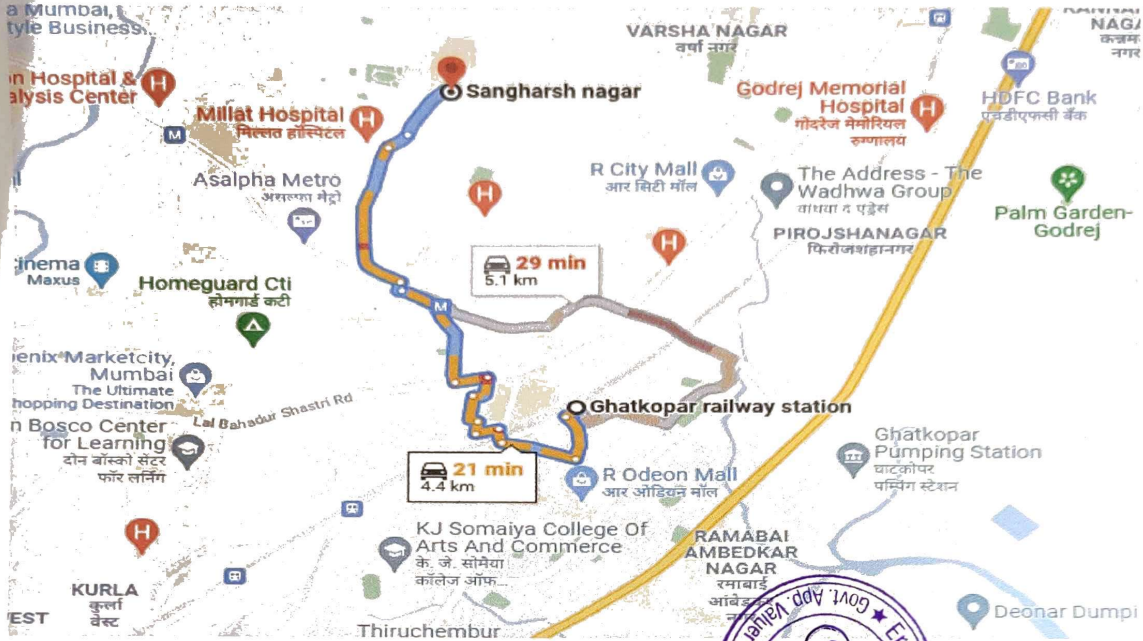 a Mumbai,
tyle Business...
VARSHA NAGAR
वर्षा नगर
NAGA
नगर
on Hospital &
alysis Center
H
Sangharsh nagar
Millat Hospital
मिल्लत हॉस्पिटल
H
M
Godrej Memorial
Hospital
गोदरेज मेमोरियल
रुग्णालय
H
HDFC Bank
एचडीएफसी बँक
Asalpha Metro
असल्फा मेट्रो
H
R City Mall
आर सिटी मॉल
The Address - The
Wadhwa Group
वाधवा द एड्रेस
Palm Garden-
Godrej
PIROJSHANAGAR
फिरोजशहानगर
H
inema
Maxus
29 min
5.1 km
Homeguard Cti
होमगार्ड कटी
M
enix Marketcity,
Mumbai
The Ultimate
hopping Destination
Lal Bahadur Shastri Rd
Ghatkopar railway station
n Bosco Center
for Learning
दोन बॉस्को सेंटर
फॉर लर्निंग
21 min
4.4 km
R Odeon Mall
आर ओडियन मॉल
Ghatkopar
Pumping Station
घाटकोपर
पम्पिंग स्टेशन
H
KJ Somaiya College Of
Arts And Commerce
के. जे. सोमैया
कॉलेज ऑफ...
RAMABAI
AMBEDKAR
NAGAR
रमाबाई
KURLA
कुर्ला
वेस्ट
EST
Thiruchembur
Govt. App. Valuer
Deonar Dumpi